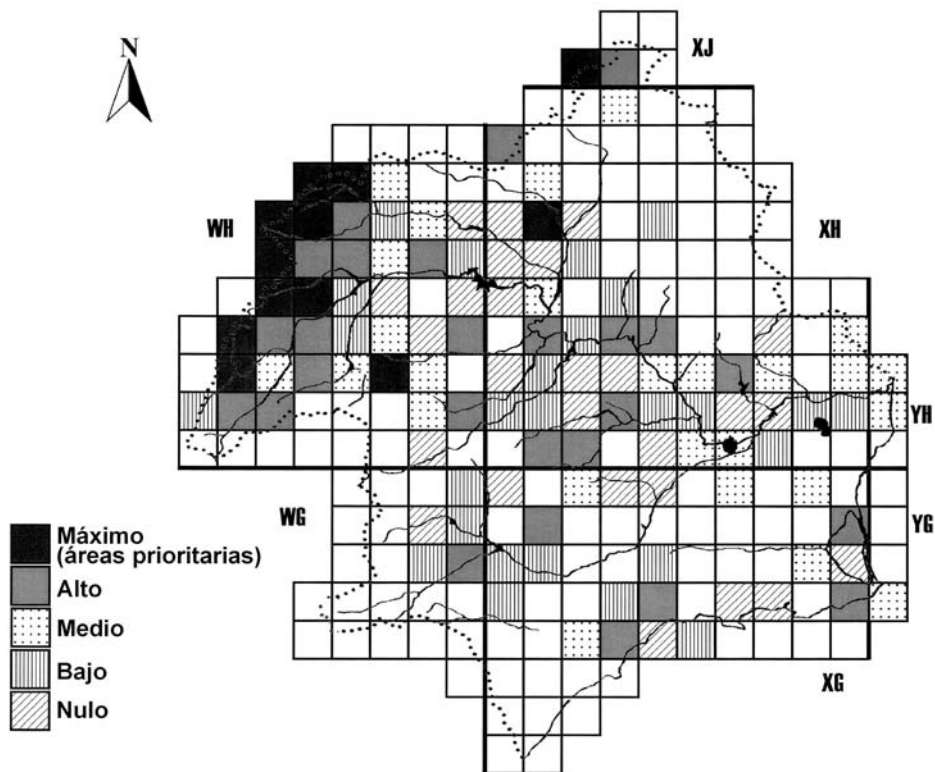 XJ
N
WH
XH
YH
WG
YG
Máximo
(áreas prioritarias)
Alto
Medio
Bajo
Nulo
XG